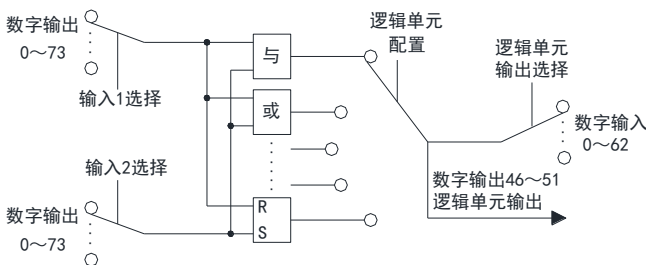 数字输出
0～73
输入1选择
与
或
逻辑单元
配置
逻辑单元
输出选择
数字输入
0～62
输入2选择
数字输出
0～73
R
S
数字输出46～51
逻辑单元输出